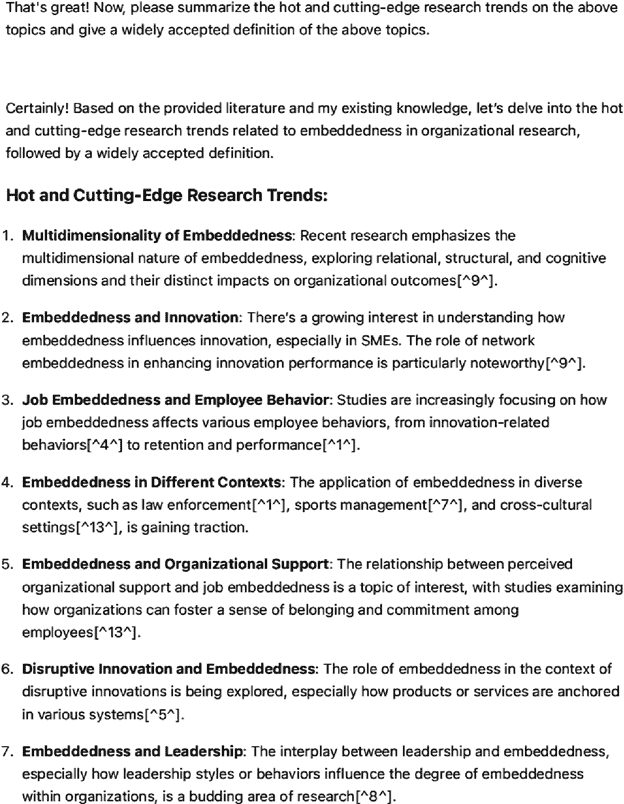 That's great! Now, please summarize the hot and cutting-edge research trends on the above
topics and give a widely accepted definition of the above topics.
Certainly! Based on the provided literature and my existing knowledge, let's delve into the hot
and cutting-edge research trends related to embeddedness in organizational research,
followed by a widely accepted definition.
Hot and Cutting-Edge Research Trends:
1. Multidimensionality of Embeddedness: Recent research emphasizes the
multidimensional nature of embeddedness, exploring relational, structural, and cognitive
dimensions and their distinct impacts on organizational outcomes[^9^].
2. Embeddedness and Innovation: There's a growing interest in understanding how
embeddedness influences innovation, especially in SMEs. The role of network
embeddedness in enhancing innovation performance is particularly noteworthy[^9^].
3. Job Embeddedness and Employee Behavior: Studies are increasingly focusing on how
job embeddedness affects various employee behaviors, from innovation-related
behaviors[^4^] to retention and performance[^1^].
4. Embeddedness in Different Contexts: The application of embeddedness in diverse
contexts, such as law enforcement[^1^], sports management[^7^], and cross-cultural
settings[^13^], is gaining traction.
5. Embeddedness and Organizational Support: The relationship between perceived
organizational support and job embeddedness is a topic of interest, with studies examining
how organizations can foster a sense of belonging and commitment among
employees[^13^].
6. Disruptive Innovation and Embeddedness: The role of embeddedness in the context of
disruptive innovations is being explored, especially how products or services are anchored
in various systems[^5^].
7. Embeddedness and Leadership: The interplay between leadership and embeddedness,
especially how leadership styles or behaviors influence the degree of embeddedness
within organizations, is a budding area of research[^8^].